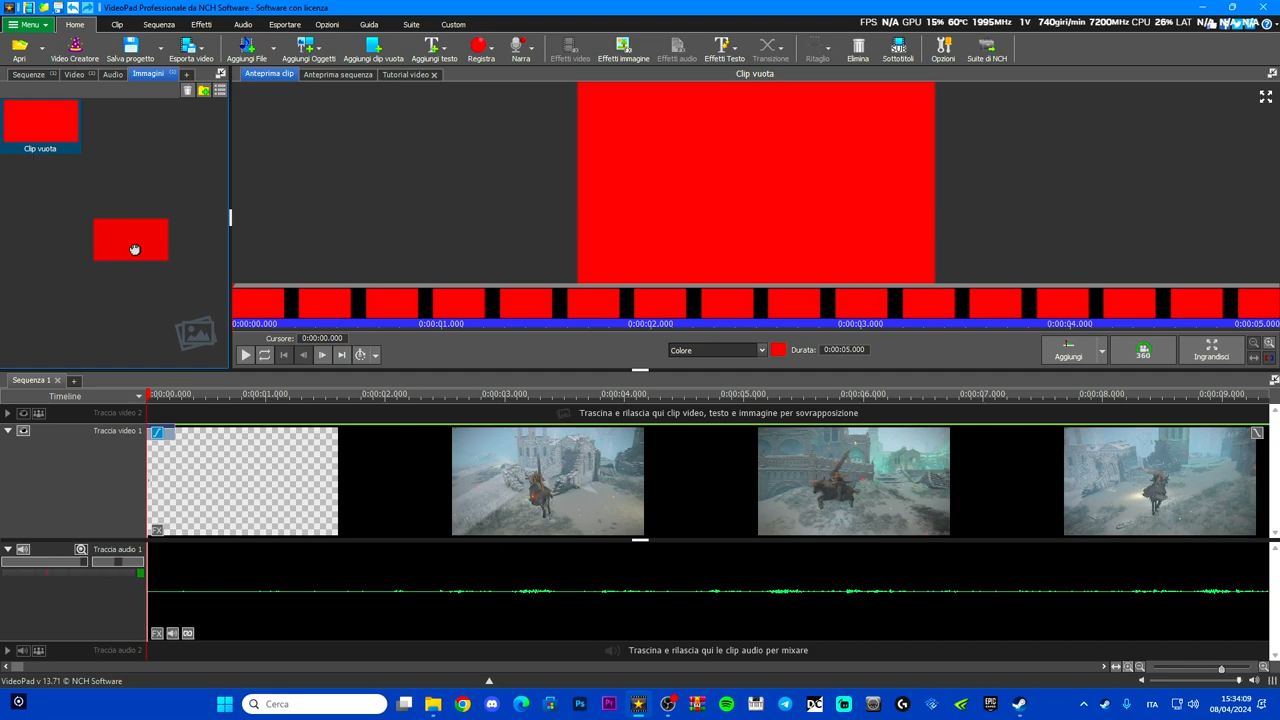 VideoPad Professionale da NCH Software - Software con licenza
Menu Home Clip Sequenza Effetti Audio Esportare Opzioni Guida Suite Custom
FPS N/A GPU 15% 60°C 1995MHz 1V 740giri/min 7200MHz CPU 26% LAT N/A N/A N/A
Apri Video Creatore Salva progetto Esporta video Aggiungi File Aggiungi Oggetti Aggiungi clip vuota Aggiungi testo Registra Narra Effetti video Effetti immagine Effetti audio Effetti Testo Transizione Ritaglio Elimina Sottotitoli Opzioni Suite di NCH
Sequenze (1) Video (1) Audio Immagini (1) +
Anteprima clip Anteprima sequenza Tutorial video
Clip vuota
Clip vuota
0:00:00.000 0:00:01.000 0:00:02.000 0:00:03.000 0:00:04.000 0:00:05.000
Cursore: 0:00:00.000
Colore
Durata: 0:00:05.000
Aggiungi
360
Ingrandisci
Sequenza 1 +
Timeline
0:00:00.000 0:00:01.000 0:00:02.000 0:00:03.000 0:00:04.000 0:00:05.000 0:00:06.000 0:00:07.000 0:00:08.000 0:00:09.000
Traccia video 2
Trascina e rilascia qui clip video, testo e immagine per sovrapposizione
Traccia video 1
FX
Traccia audio 1
FX
Traccia audio 2
Trascina e rilascia qui le clip audio per mixare
VideoPad v 13.71 © NCH Software
Cerca
ITA
15:34:09
08/04/2024